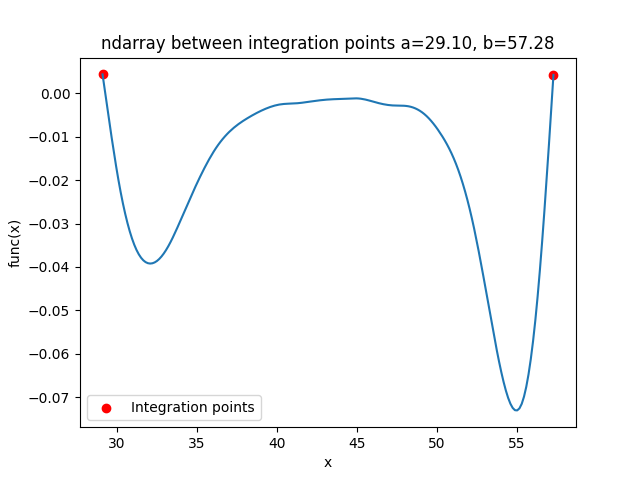 ndarray between integration points a=29.10, b=57.28
0.00
−0.01
−0.02
−0.03
−0.04
−0.05
−0.06
−0.07
func(x)
Integration points
30 35 40 45 50 55
x